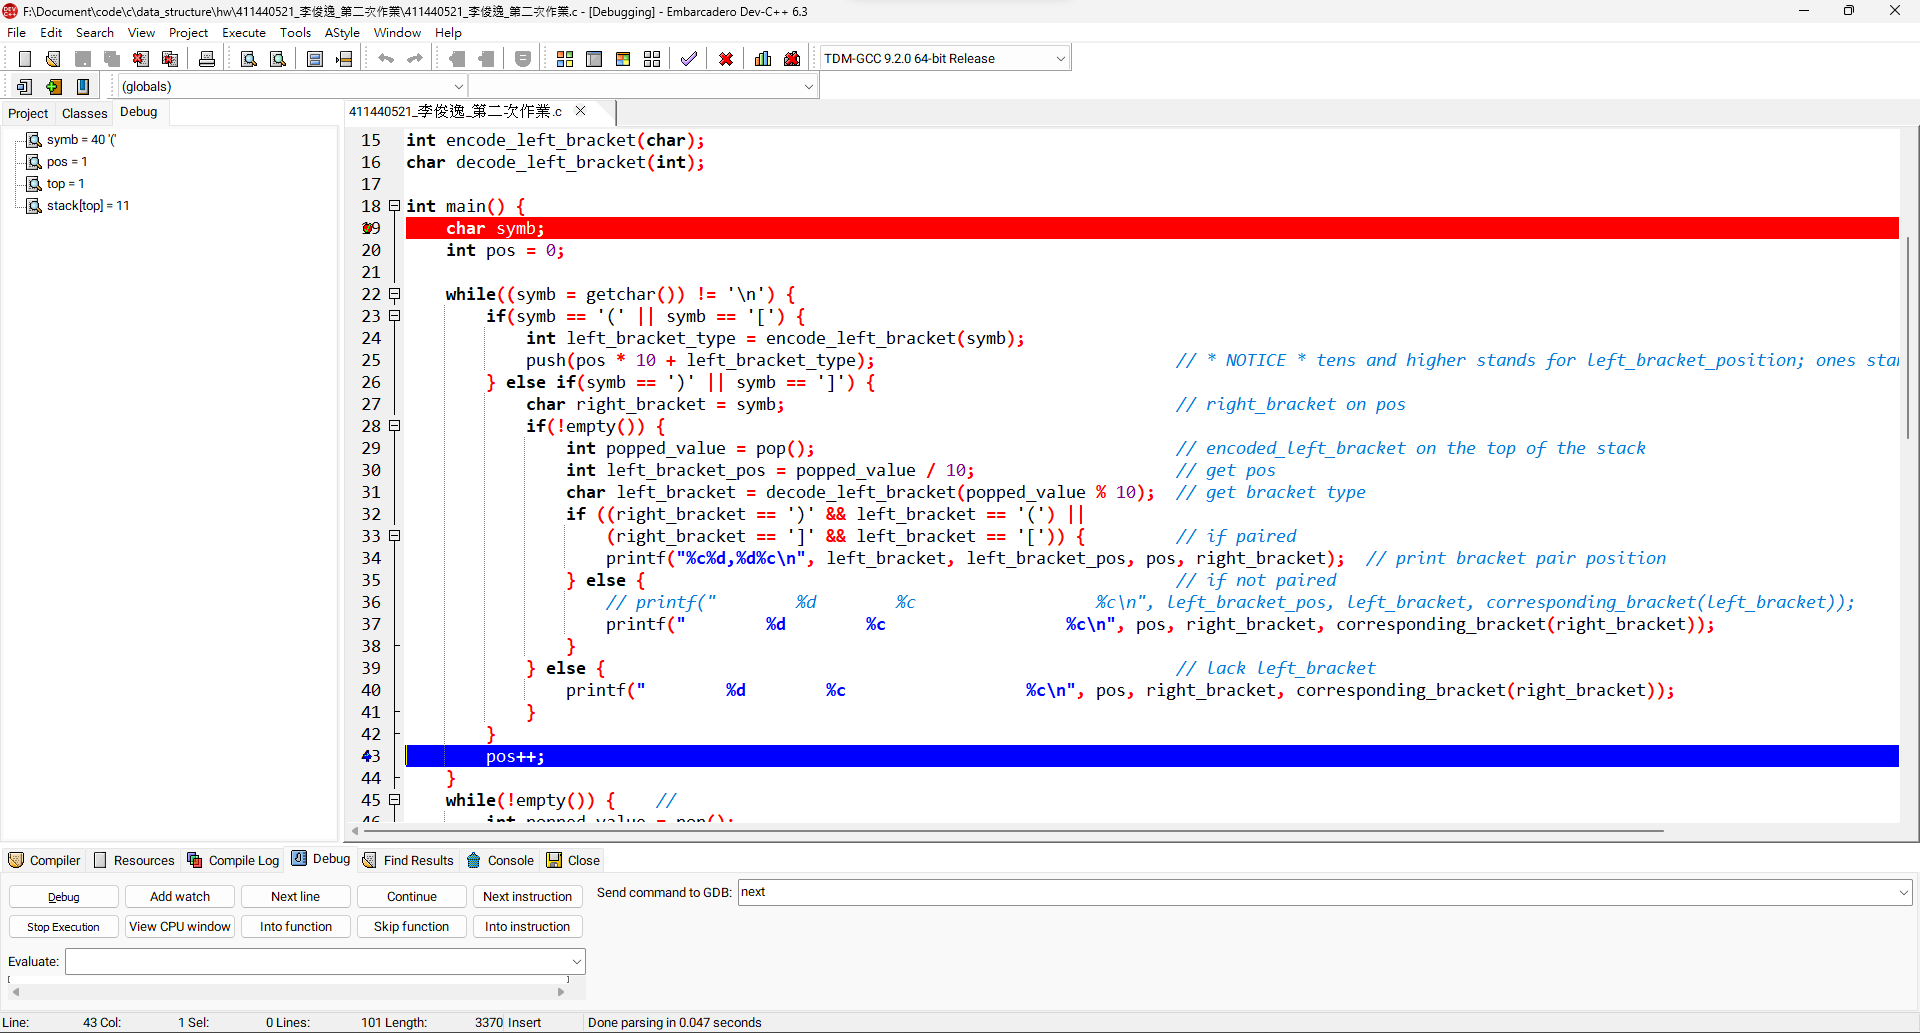 F:\Document\code\c\data_structure\hw\411440521_李俊逸_第二次作業\411440521_李俊逸_第二次作業.c - [Debugging] - Embarcadero Dev-C++ 6.3
File Edit Search View Project Execute Tools AStyle Window Help
TDM-GCC 9.2.0 64-bit Release
(globals)
Project Classes Debug
411440521_李俊逸_第二次作業.c
symb = 40 '('
pos = 1
top = 1
stack[top] = 11
15 int encode_left_bracket(char);
16 char decode_left_bracket(int);
17
18 int main() {
19 char symb;
20 int pos = 0;
21
22 while((symb = getchar()) != '\n') {
23 if(symb == '(' || symb == '[') {
24 int left_bracket_type = encode_left_bracket(symb);
25 push(pos * 10 + left_bracket_type); // * NOTICE * tens and higher stands for left_bracket_position; ones
26 } else if(symb == ')' || symb == ']') {
27 char right_bracket = symb; // right_bracket on pos
28 if(!empty()) {
29 int popped_value = pop(); // encoded_left_bracket on the top of the stack
30 int left_bracket_pos = popped_value / 10; // get pos
31 char left_bracket = decode_left_bracket(popped_value % 10); // get bracket type
32 if ((right_bracket == ')' && left_bracket == '(') ||
33 (right_bracket == ']' && left_bracket == '[')) { // if paired
34 printf("%c%d,%d%c\n", left_bracket, left_bracket_pos, pos, right_bracket); // print bracket pair position
35 } else { // if not paired
36 // printf(" %d %c %c\n", left_bracket_pos, left_bracket, corresponding_bracket(left_bracket));
37 printf(" %d %c %c\n", pos, right_bracket, corresponding_bracket(right_bracket));
38 }
39 } else { // lack left_bracket
40 printf(" %d %c %c\n", pos, right_bracket, corresponding_bracket(right_bracket));
41 }
42 }
43 pos++;
44 }
45 while(!empty()) { //
46 int popped_value = pop();
Compiler Resources Compile Log Debug Find Results Console Close
Debug Add watch Next line Continue Next instruction Send command to GDB: next
Stop Execution View CPU window Into function Skip function Into instruction
Evaluate:
Line: 43 Col: 1 Sel: 0 Lines: 101 Length: 3370 Insert Done parsing in 0.047 seconds